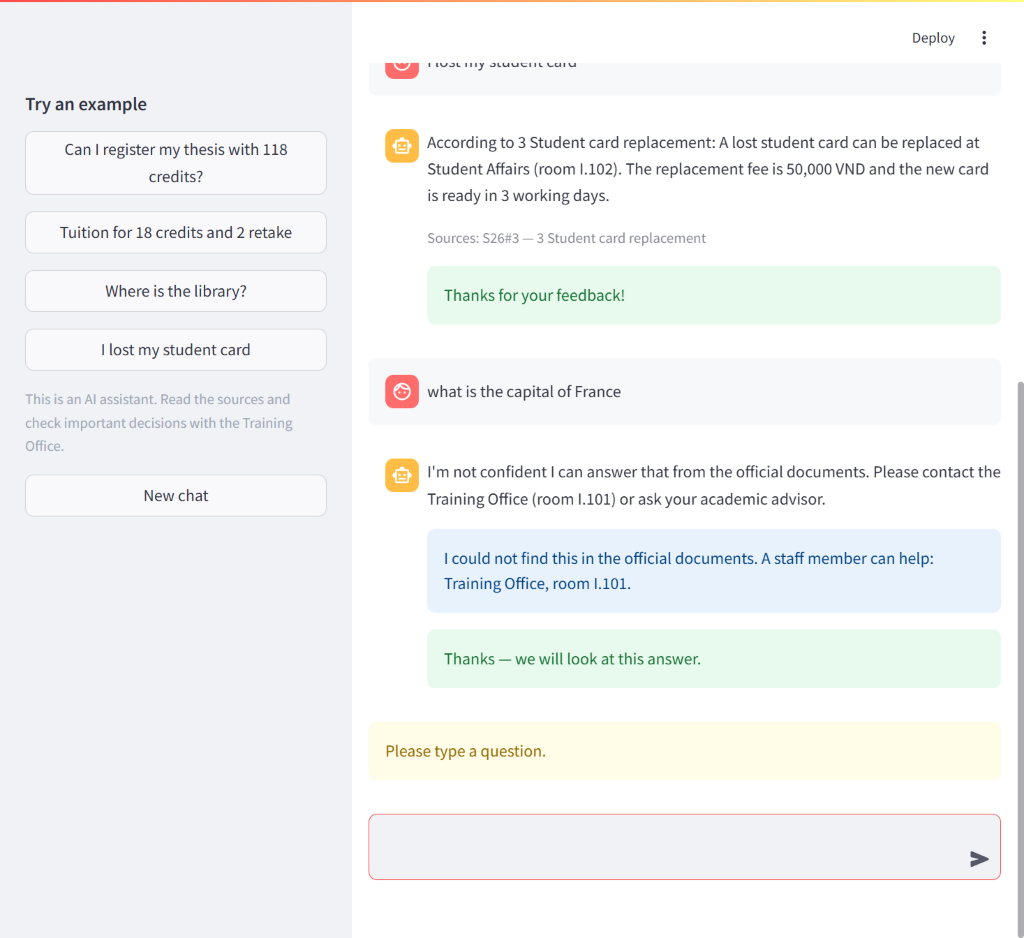 Deploy
Try an example
Can I register my thesis with 118
credits?
Tuition for 18 credits and 2 retake
Where is the library?
I lost my student card
This is an AI assistant. Read the sources and
check important decisions with the Training
Office.
New chat
I lost my student card
According to 3 Student card replacement: A lost student card can be replaced at
Student Affairs (room I.102). The replacement fee is 50,000 VND and the new card
is ready in 3 working days.
Sources: S26#3 — 3 Student card replacement
Thanks for your feedback!
what is the capital of France
I'm not confident I can answer that from the official documents. Please contact the
Training Office (room I.101) or ask your academic advisor.
I could not find this in the official documents. A staff member can help:
Training Office, room I.101.
Thanks — we will look at this answer.
Please type a question.